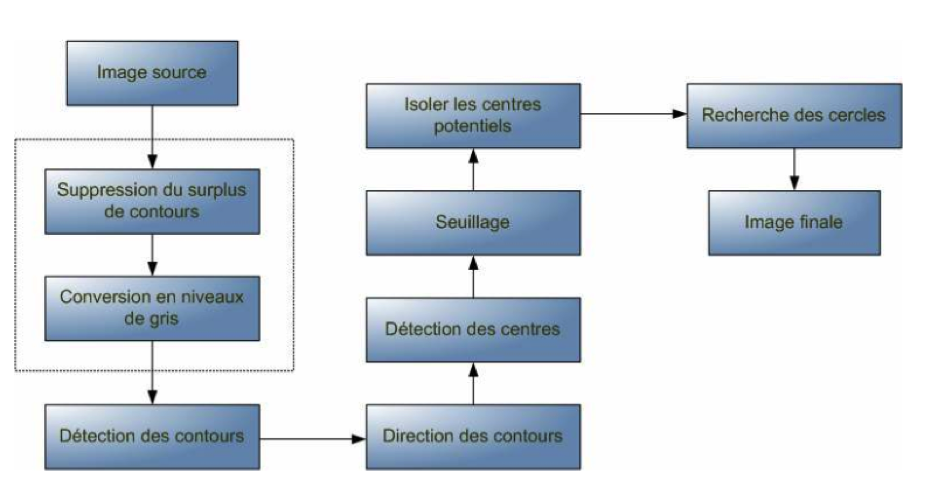 Image source
Suppression du surplus
de contours
Conversion en niveaux
de gris
Détection des contours
Direction des contours
Détection des centres
Seuillage
Isoler les centres
potentiels
Recherche des cercles
Image finale